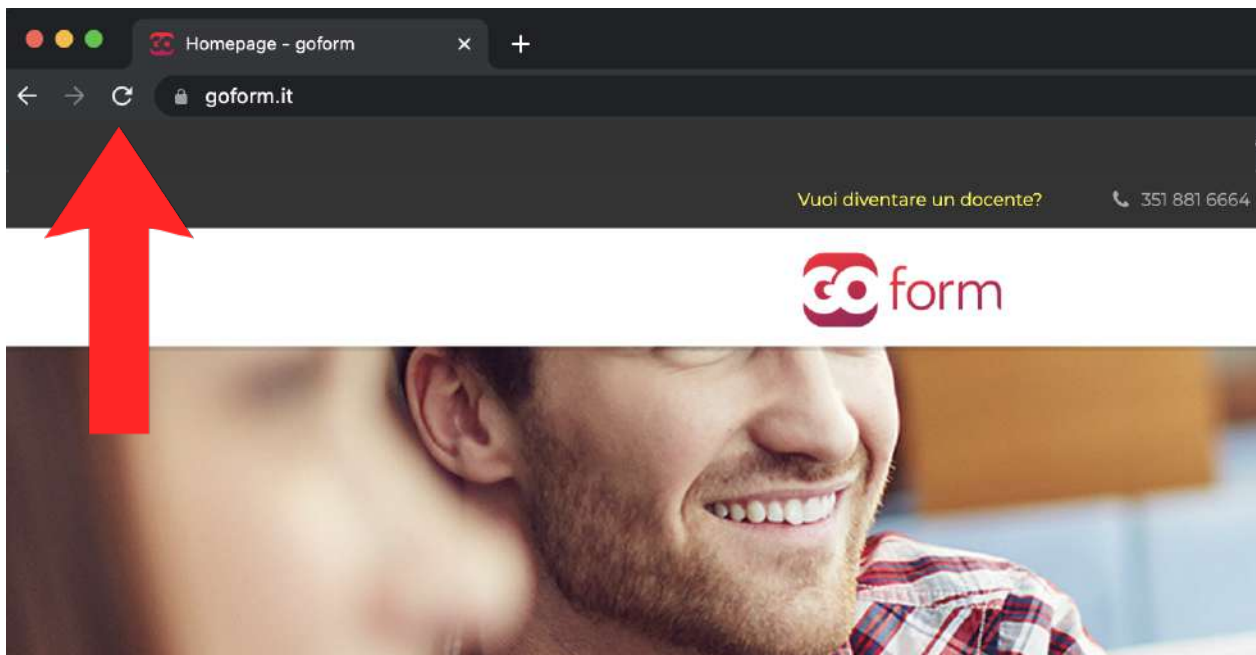 Homepage - goform
goform.it
Vuoi diventare un docente? 351 881 6664
GO form